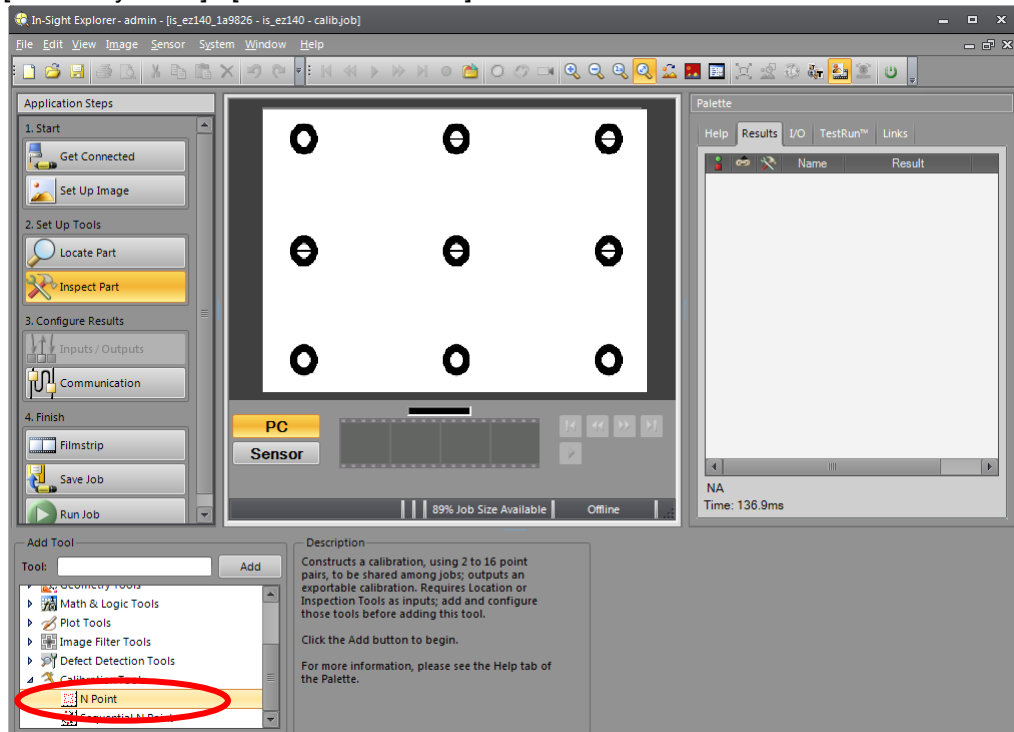 In-Sight Explorer - admin - [is_ez140_1a9826 - is_ez140 - calib.job]
File Edit View Image Sensor System Window Help
Application Steps
1. Start
Get Connected
Set Up Image
2. Set Up Tools
Locate Part
Inspect Part
3. Configure Results
Inputs / Outputs
Communication
4. Finish
Filmstrip
Save Job
Run Job
PC
Sensor
89% Job Size Available Offline
Palette
Help Results I/O TestRun™ Links
Name Result
NA
Time: 136.9ms
Add Tool
Tool: Add
Geometry Tools
Math & Logic Tools
Plot Tools
Image Filter Tools
Defect Detection Tools
Calibration Tools
N Point
Sequential N Point
Description
Constructs a calibration, using 2 to 16 point
pairs, to be shared among jobs; outputs an
exportable calibration. Requires Location or
Inspection Tools as inputs; add and configure
those tools before adding this tool.
Click the Add button to begin.
For more information, please see the Help tab of
the Palette.